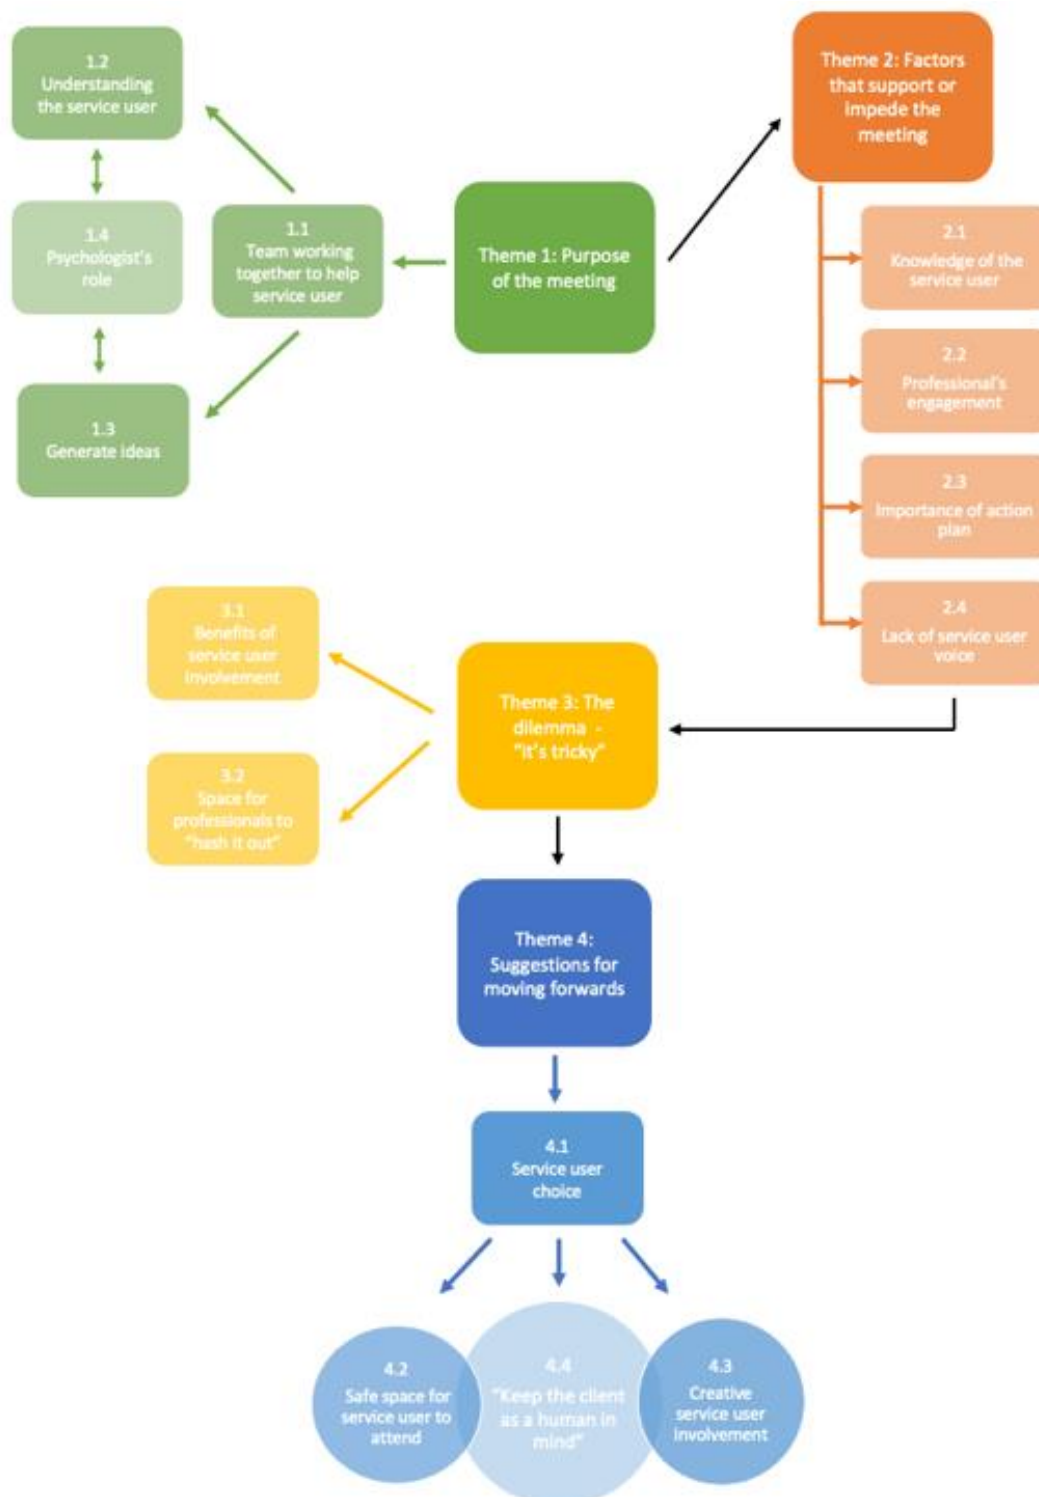 1.2
Understanding
the service user
1.4
Psychologist's
role
1.3
Generate ideas
1.1
Team working
together to help
service user
Theme 1: Purpose
of the meeting
Theme 2: Factors
that support or
impede the
meeting
2.1
Knowledge of the
service user
2.2
Professional's
engagement
2.3
Importance of action
plan
2.4
Lack of service user
voice
3.1
Benefits of
service user
involvement
3.2
Space for
professionals to
"hash it out"
Theme 3: The
dilemma -
"it's tricky"
Theme 4:
Suggestions for
moving forwards
4.1
Service user
choice
4.2
Safe space for
service user to
attend
4.4
"Keep the client
as a human in
mind"
4.3
Creative
service user
involvement